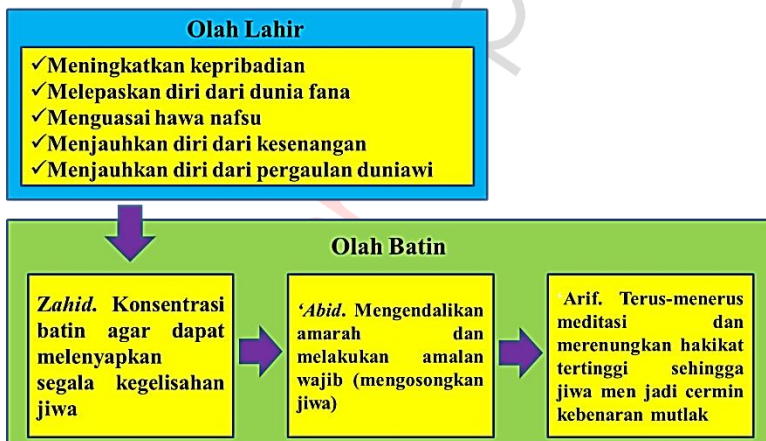 Olah Lahir
✓Meningkatkan kepribadian
✓Melepaskan diri dari dunia fana
✓Menguasai hawa nafsu
✓Menjauhkan diri dari kesenangan
✓Menjauhkan diri dari pergaulan duniawi
Olah Batin
Zahid. Konsentrasi
batin agar dapat
melenyapkan
segala kegelisahan
jiwa
‘Abid. Mengendalikan
amarah dan
melakukan amalan
wajib (mengosongkan
jiwa)
Arif. Terus-menerus
meditasi dan
merenungkan hakikat
tertinggi sehingga
jiwa men jadi cermin
kebenaran mutlak